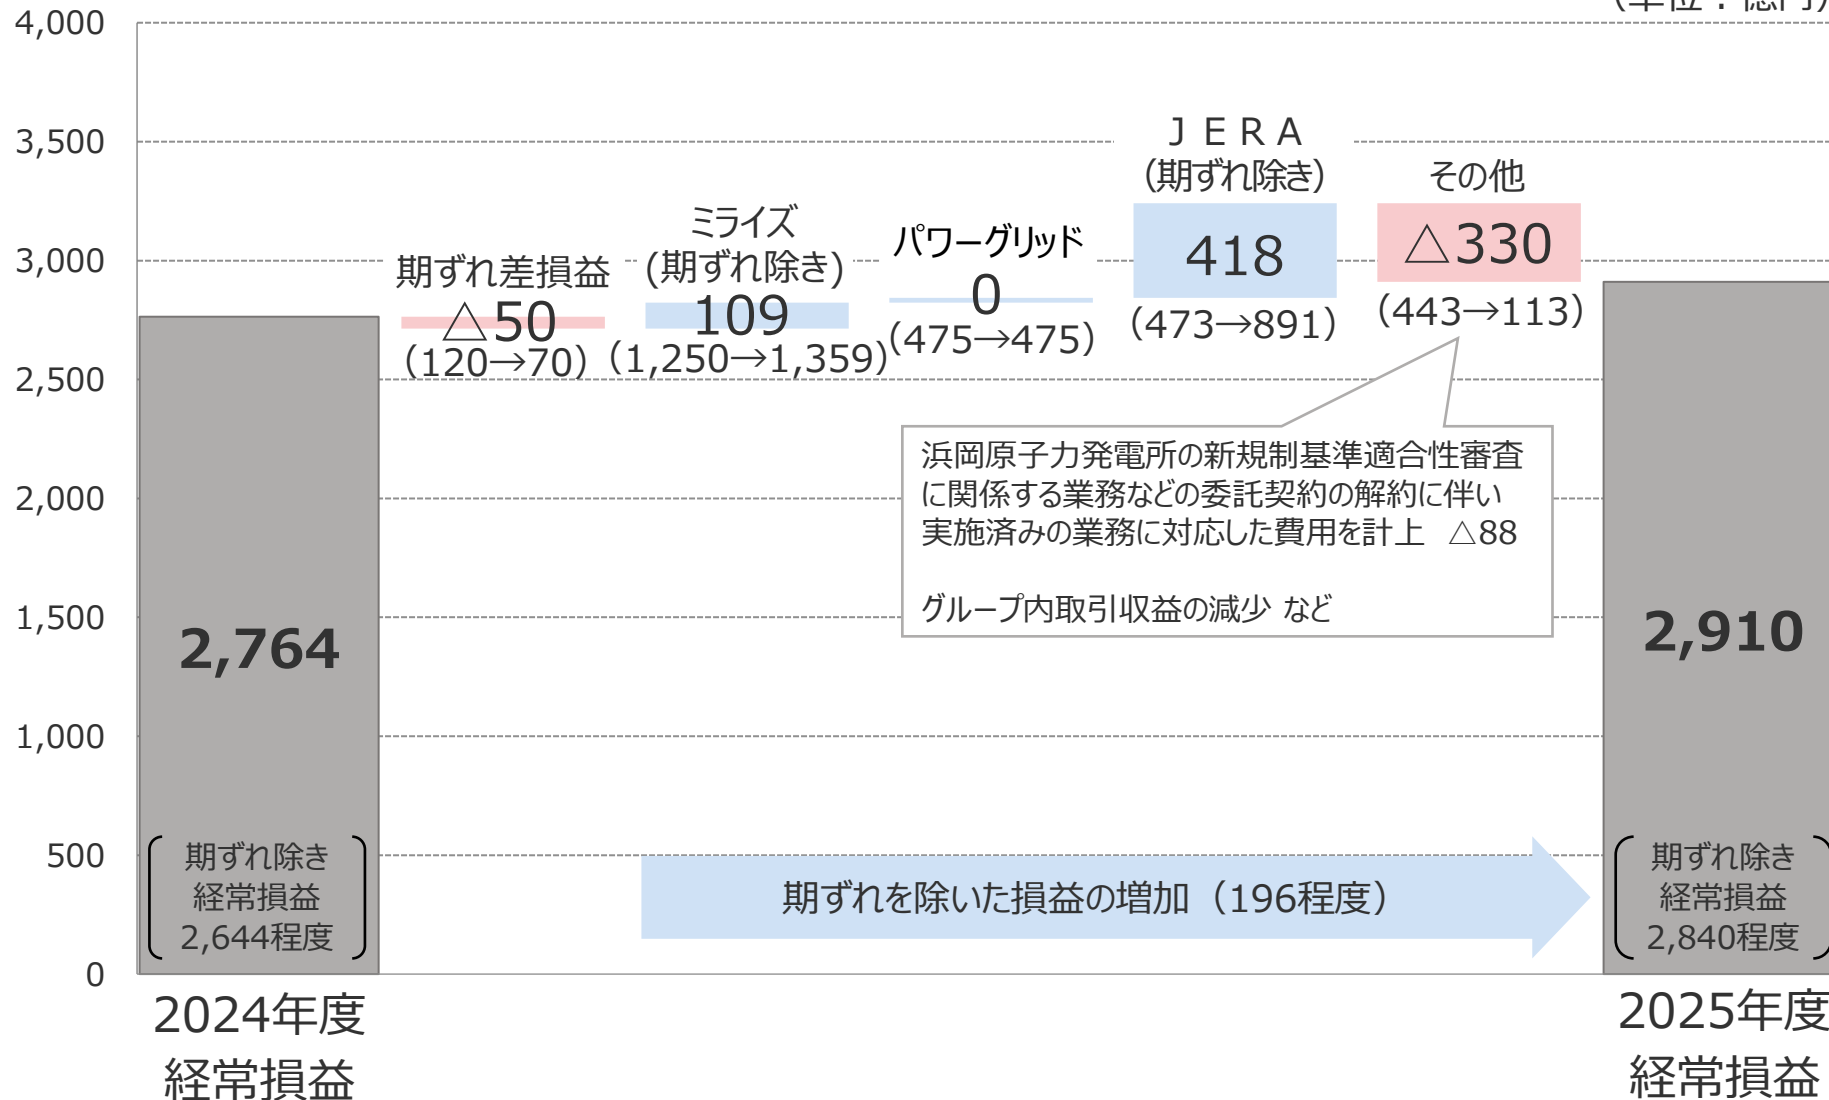 (単位：億円)
4,000
3,500
3,000
2,500
2,000
1,500
1,000
500
0
2,764
期ずれ除き
経常損益
2,644程度
2024年度
経常損益
期ずれ差損益
△50
(120→70)
ミライズ
(期ずれ除き)
109
(1,250→1,359)
パワーグリッド
0
(475→475)
ＪＥＲＡ
(期ずれ除き)
418
(473→891)
その他
△330
(443→113)
浜岡原子力発電所の新規制基準適合性審査
に関係する業務などの委託契約の解約に伴い
実施済みの業務に対応した費用を計上 △88
グループ内取引収益の減少 など
期ずれを除いた損益の増加（196程度）
2,910
期ずれ除き
経常損益
2,840程度
2025年度
経常損益